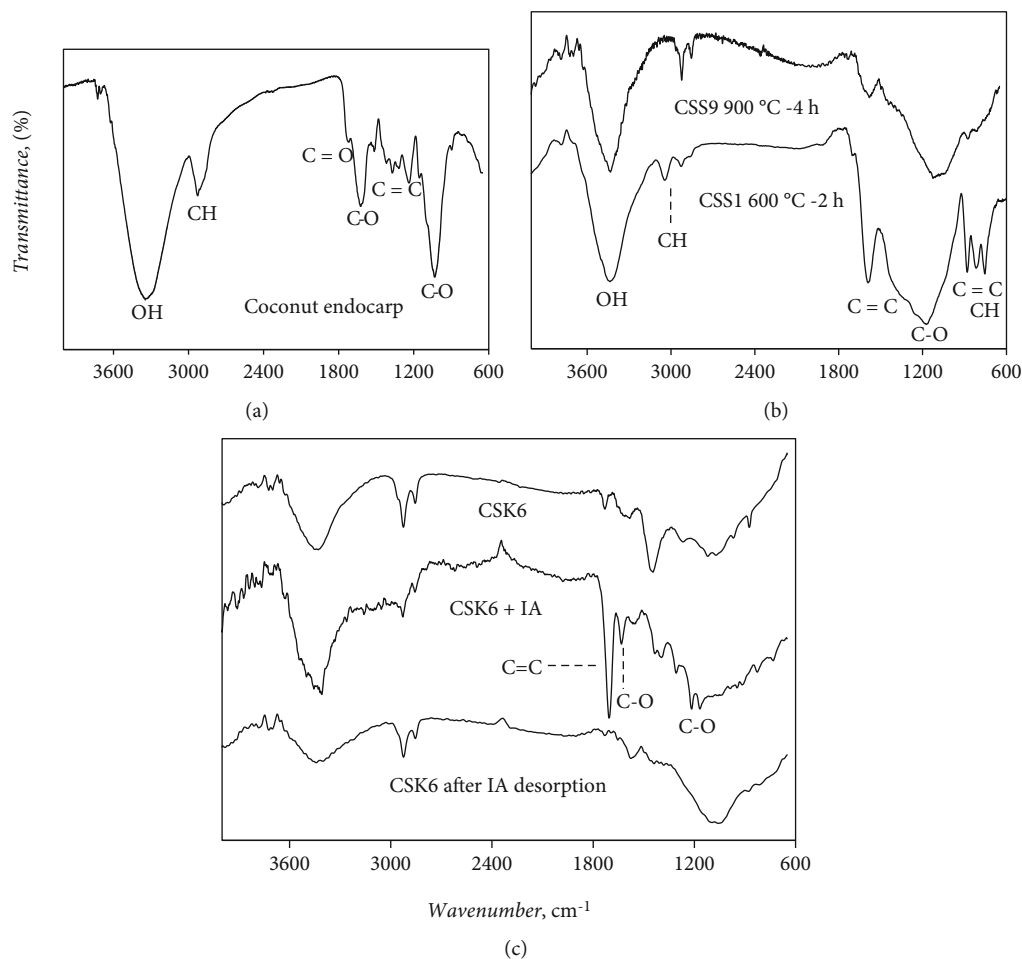 Transmittance, (%)
C = O
C = C
CH
C-O
C-O
OH
Coconut endocarp
3600 3000 2400 1800 1200 600
(a)
CSS9 900 °C -4 h
CSS1 600 °C -2 h
CH
OH
C = C
C = C
CH
C-O
3600 3000 2400 1800 1200 600
(b)
CSK6
CSK6 + IA
C=C
C-O
C-O
CSK6 after IA desorption
3600 3000 2400 1800 1200 600
Wavenumber, cm-1
(c)